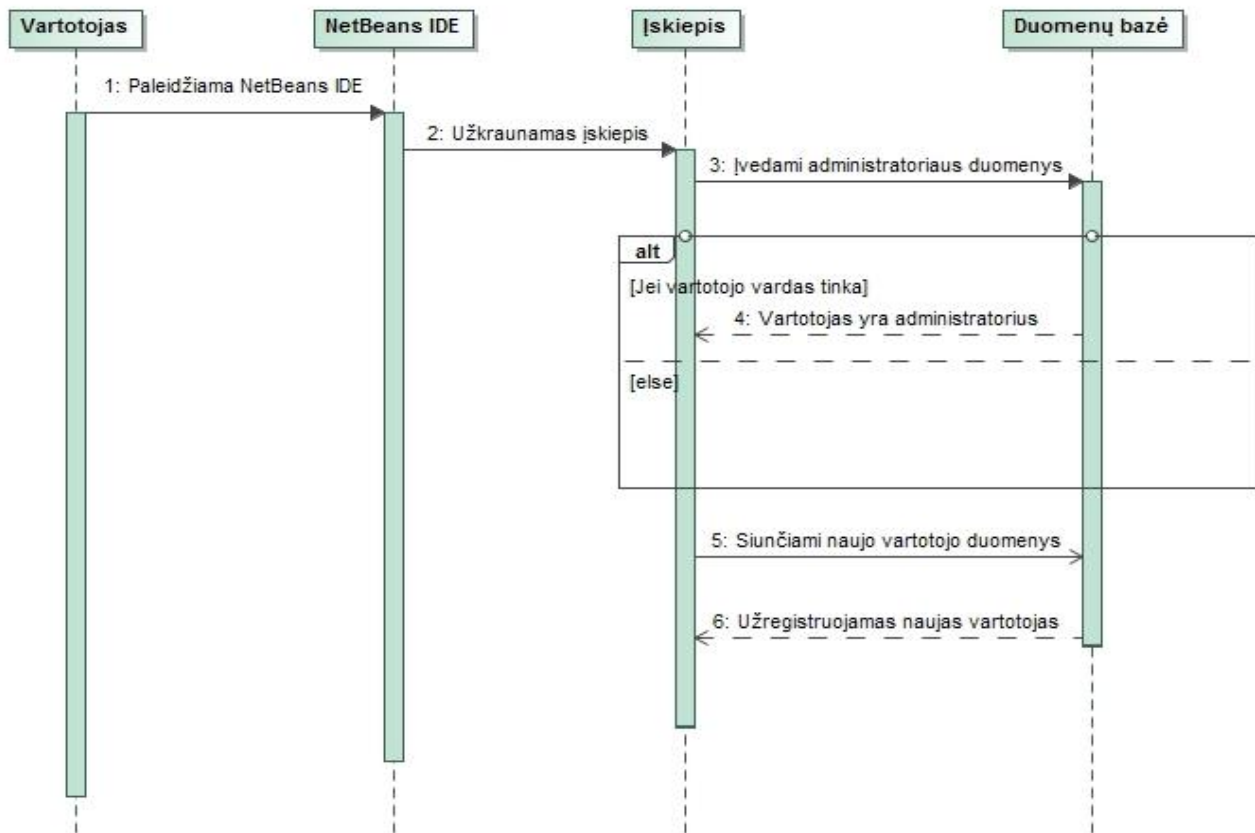 Vartotojas
NetBeans IDE
Įskiepis
Duomenų bazė
1: Paleidžiama NetBeans IDE
2: Užkraunamas įskiepis
3: Įvedami administratoriaus duomenys
alt
[Jei vartotojo vardas tinka]
4: Vartotojas yra administratorius
[else]
5: Siunčiami naujo vartotojo duomenys
6: Užregistruojamas naujas vartotojas